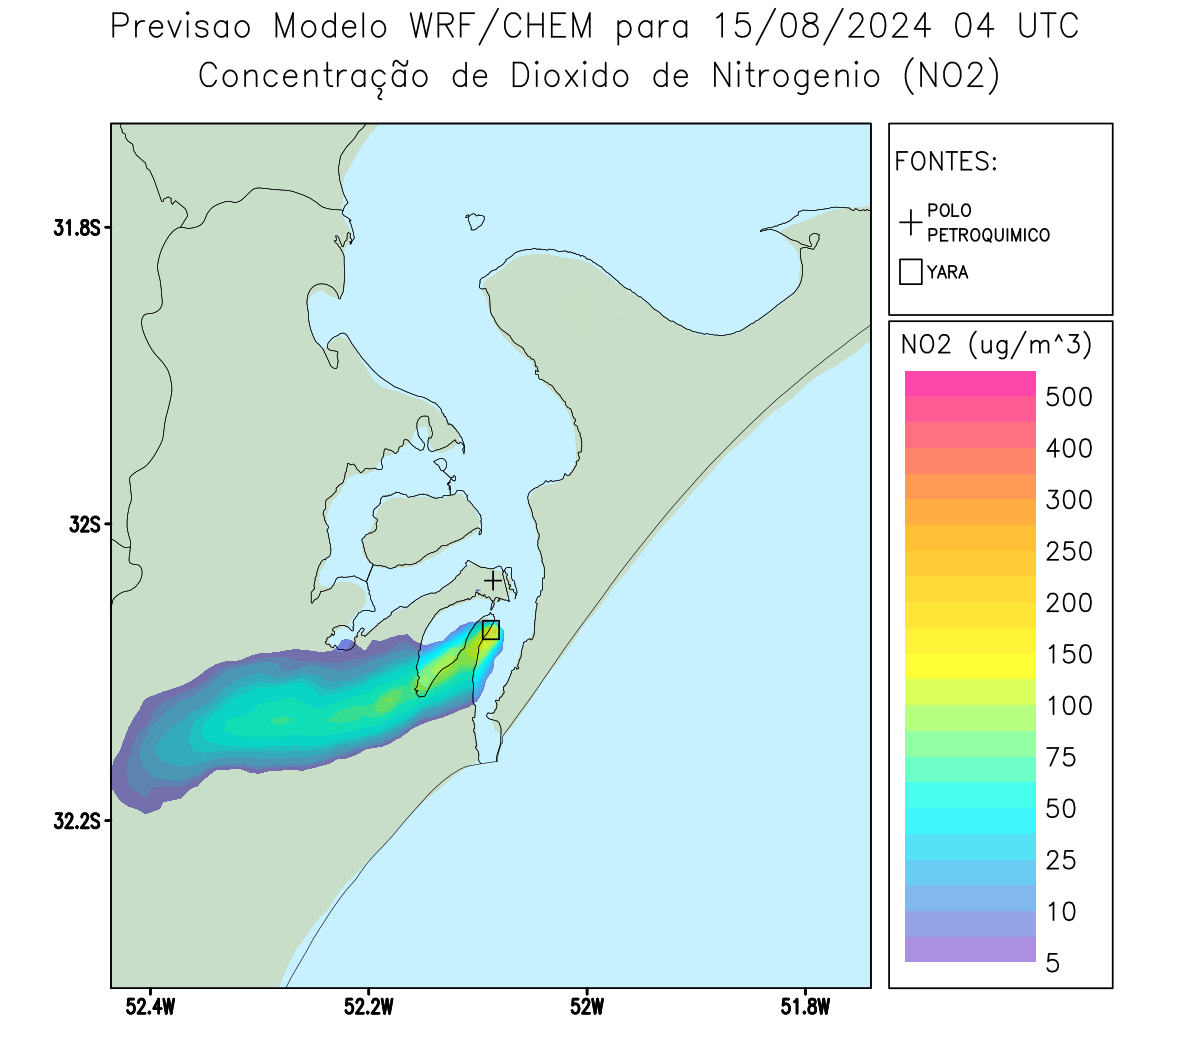 Previsao Modelo WRF/CHEM para 15/08/2024 04 UTC
Concentração de Dioxido de Nitrogenio (NO2)
FONTES:
POLO
PETROQUIMICO
YARA
NO2 (ug/m^3)
500
400
300
250
200
150
100
75
50
25
10
5
31.8S
32S
32.2S
52.4W
52.2W
52W
51.8W